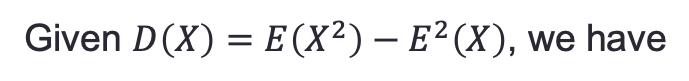 Given D(X) = E(X²) − E²(X), we have